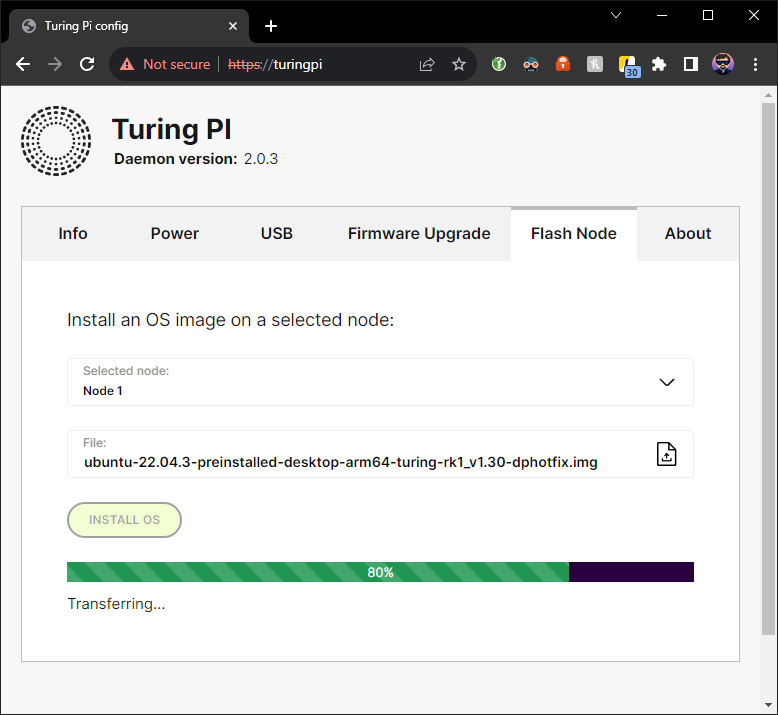 Turing Pi config
Not secure https://turingpi
30
Turing PI
Daemon version: 2.0.3
Info Power USB Firmware Upgrade Flash Node About
Install an OS image on a selected node:
Selected node:
Node 1
File:
ubuntu-22.04.3-preinstalled-desktop-arm64-turing-rk1_v1.30-dphotfix.img
INSTALL OS
80%
Transferring...